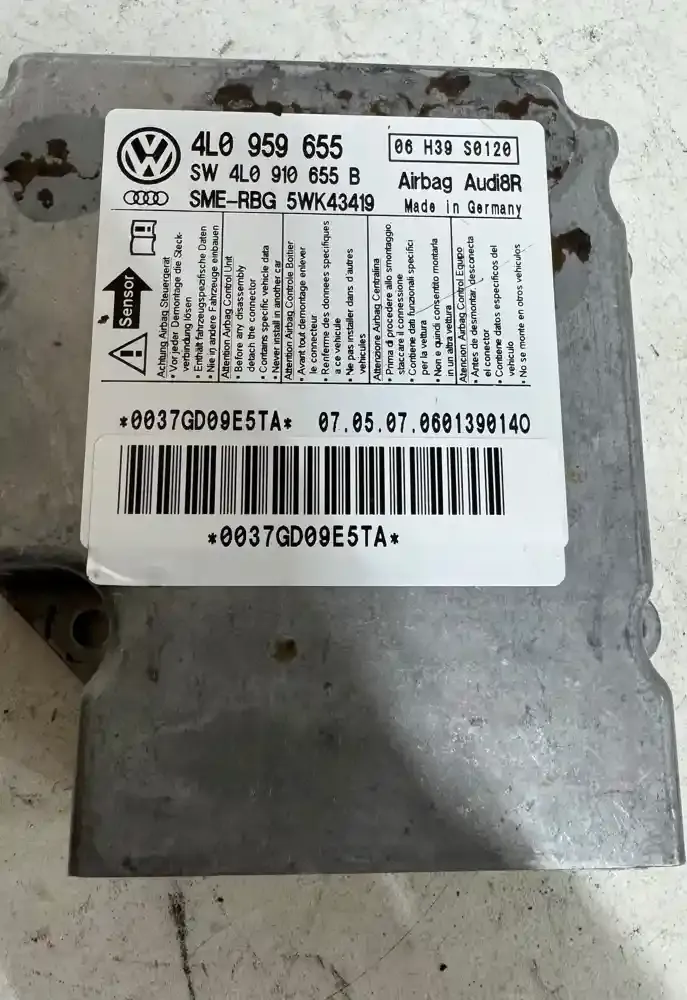 4L0 959 655
SW 4L0 910 655 B
SME-RBG 5WK43419
06 H39 S0120
Airbag Audi8R
Made in Germany
Sensor
Achtung Airbag Steuergerät
• Vor jeder Demontage die Steck-
verbindung lösen
• Enthält fahrzeugspezifische Daten
• Nie in andere Fahrzeuge einbauen
Attention Airbag Control Unit
• Before any disassembly
detach the connector
• Contains specific vehicle data
• Never install in another car
Attention Airbag Controle Boitier
• Avant tout demontage enlever
le connecteur
• Renferme des donnees specifiques
a ce vehicule
• Ne pas installer dans d'autres
vehicules
Attenzione Airbag Centralina
• Prima di procedere allo smontaggio
staccare il connessione
• Contiene dati funzionali specifici
per la vettura
• Non e quindi consentito montarla
in un altra vettura
Atencion Airbag Control Equipo
• Antes de desmontar, desconecta
el conector
• Contiene datos especificos del
vehiculo
• No se monte en otros vehiculos
*0037GD09E5TA* 07.05.07.0601390140
*0037GD09E5TA*